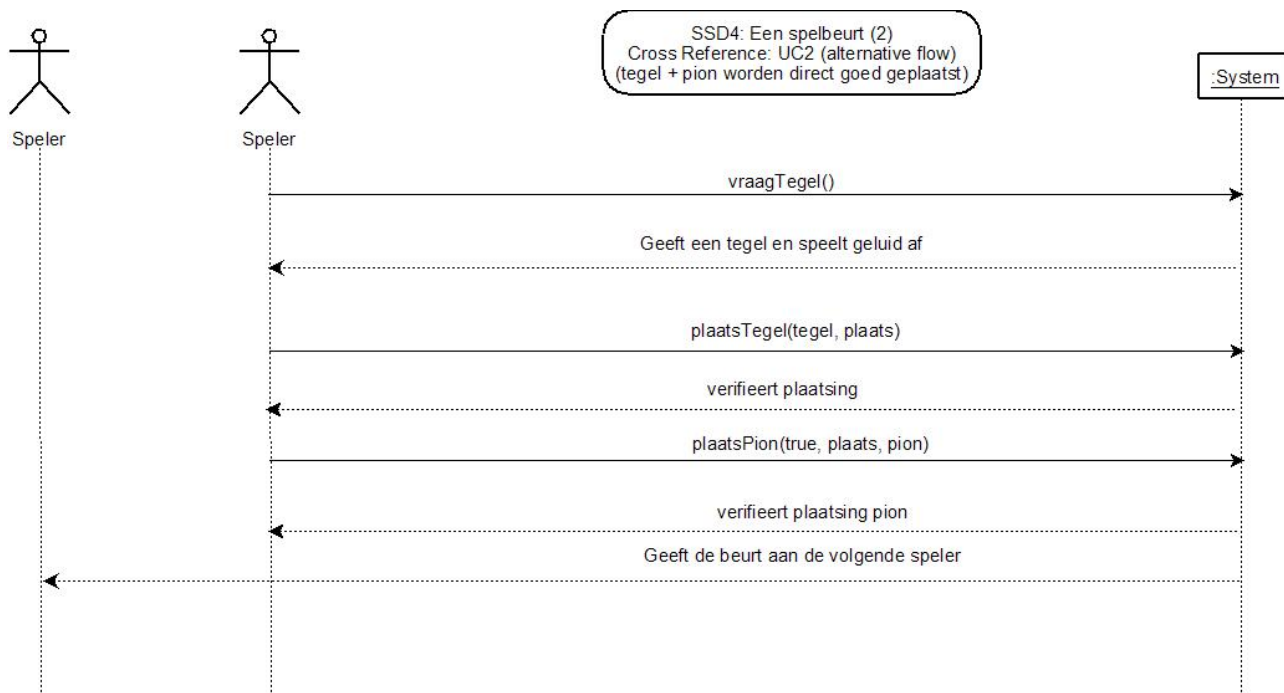 SSD4: Een spelbeurt (2)
Cross Reference: UC2 (alternative flow)
(tegel + pion worden direct goed geplaatst)
:System
Speler
Speler
vraagTegel()
Geeft een tegel en speelt geluid af
plaatsTegel(tegel, plaats)
verifieert plaatsing
plaatsPion(true, plaats, pion)
verifieert plaatsing pion
Geeft de beurt aan de volgende speler